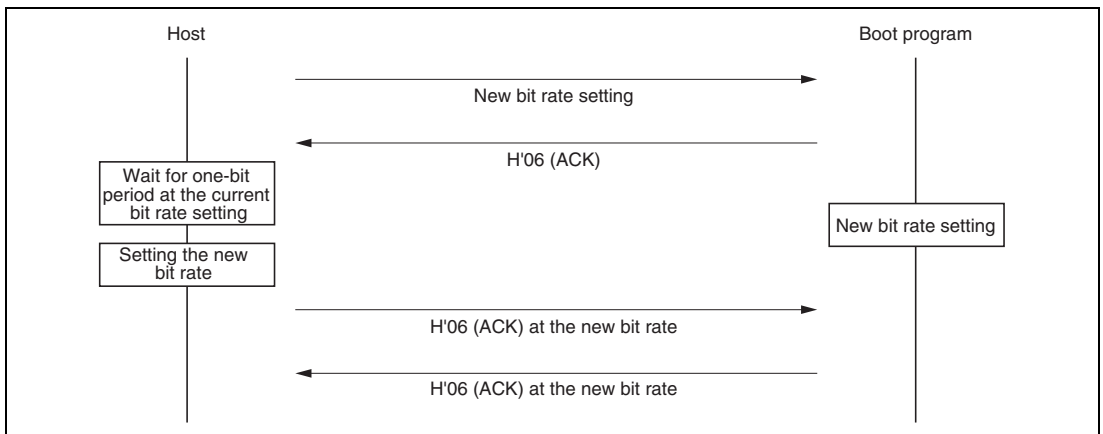 Host
Boot program
New bit rate setting
H'06 (ACK)
Wait for one-bit
period at the current
bit rate setting
New bit rate setting
Setting the new
bit rate
H'06 (ACK) at the new bit rate
H'06 (ACK) at the new bit rate